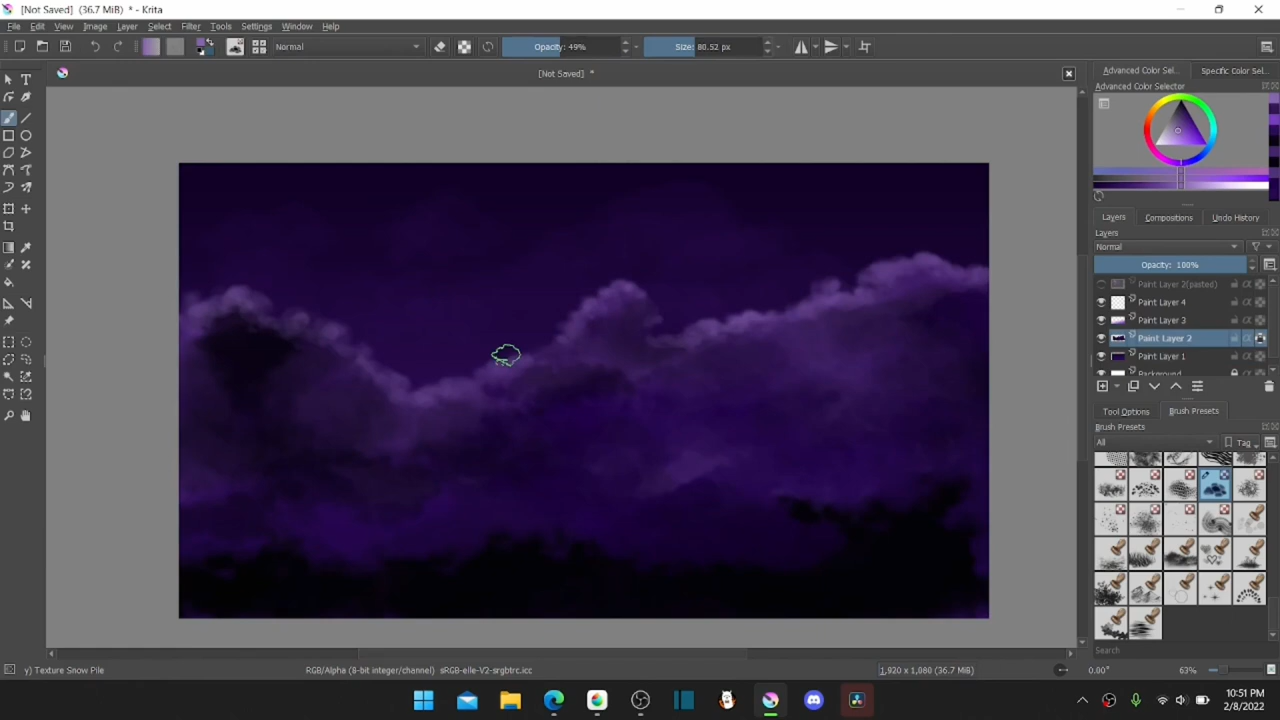 [Not Saved] (36.7 MiB) * - Krita
File Edit View Image Layer Select Filter Tools Settings Window Help
Normal
Opacity: 49%
Size: 80.52 px
[Not Saved] *
Advanced Color Sel...
Specific Color Sel...
Advanced Color Selector
Layers
Compositions
Undo History
Layers
Normal
Opacity: 100%
Paint Layer 2(pasted)
Paint Layer 4
Paint Layer 3
Paint Layer 2
Paint Layer 1
Background
Tool Options
Brush Presets
Brush Presets
All
Tag
Search
y) Texture Snow Pile
RGB/Alpha (8-bit integer/channel) sRGB-elle-V2-srgbtrc.icc
1,920 x 1,080 (36.7 MiB)
0.00°
63%
10:51 PM
2/8/2022